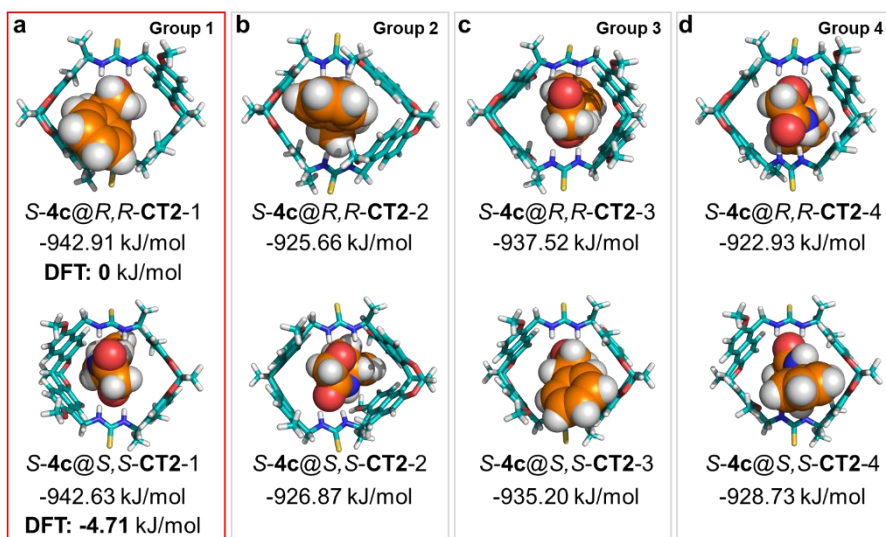 a Group 1
S-4c@R,R-CT2-1
-942.91 kJ/mol
DFT: 0 kJ/mol
S-4c@S,S-CT2-1
-942.63 kJ/mol
DFT: -4.71 kJ/mol
b Group 2
S-4c@R,R-CT2-2
-925.66 kJ/mol
S-4c@S,S-CT2-2
-926.87 kJ/mol
c Group 3
S-4c@R,R-CT2-3
-937.52 kJ/mol
S-4c@S,S-CT2-3
-935.20 kJ/mol
d Group 4
S-4c@R,R-CT2-4
-922.93 kJ/mol
S-4c@S,S-CT2-4
-928.73 kJ/mol